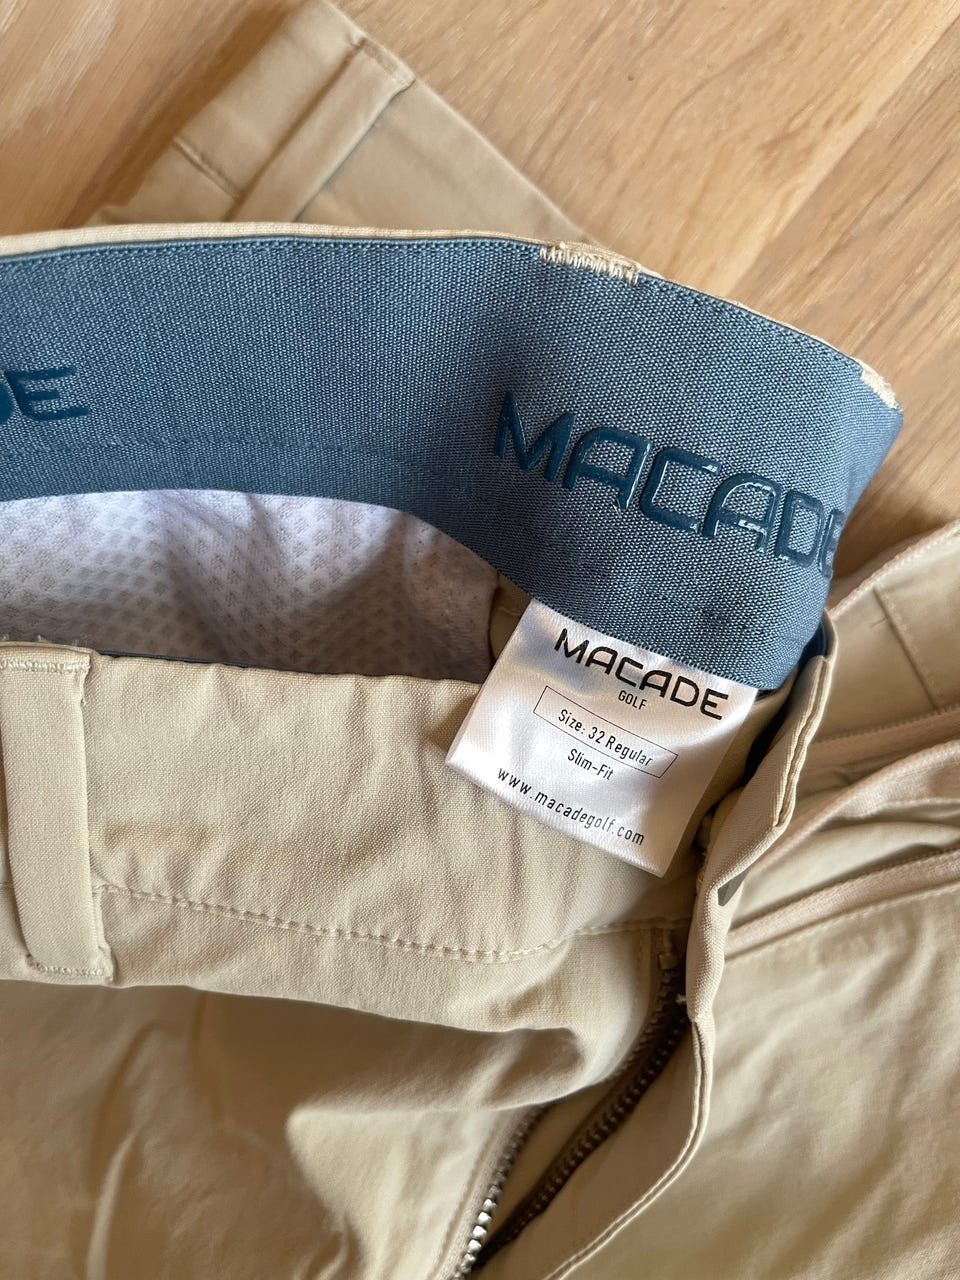 DE
MACADE
MACADE
GOLF
Size: 32 Regular
Slim-Fit
www.macadegolf.com